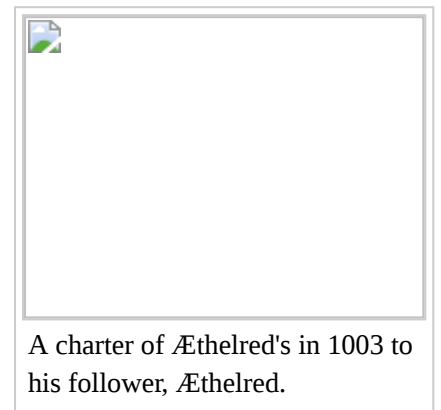 A charter of Æthelred's in 1003 to
his follower, Æthelred.